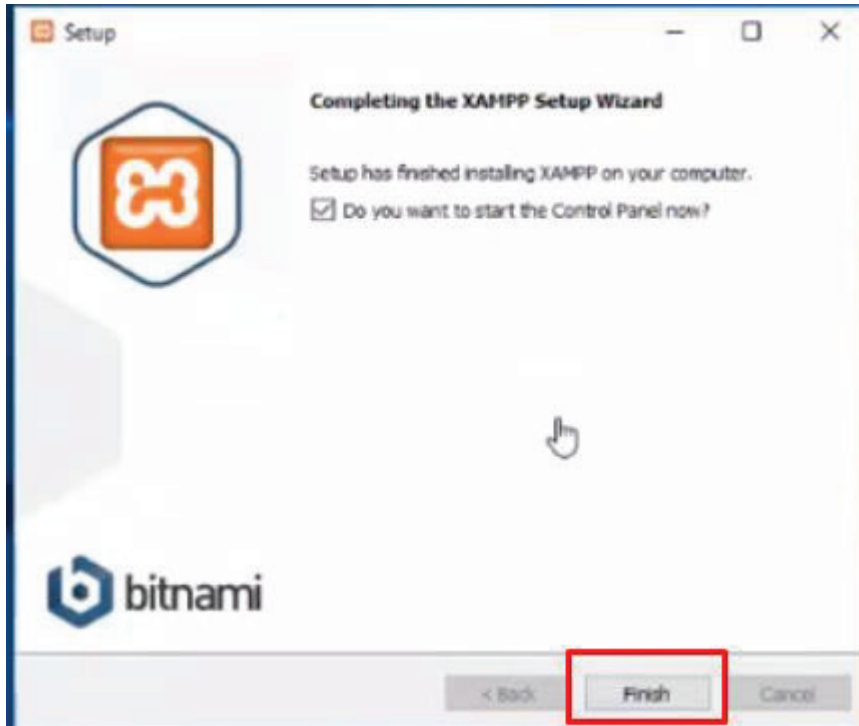 Setup
Completing the XAMPP Setup Wizard
Setup has finished installing XAMPP on your computer.
Do you want to start the Control Panel now?
bitnami
< Back
Finish
Cancel